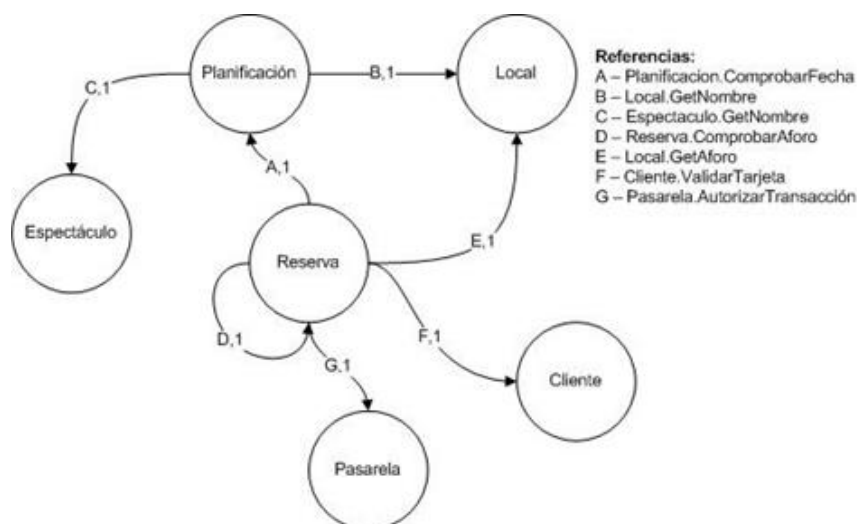 Planificación
B,1
Local
C,1
Referencias:
A – Planificacion.ComprobarFecha
B – Local.GetNombre
C – Espectaculo.GetNombre
D – Reserva.ComprobarAforo
E – Local.GetAforo
F – Cliente.ValidarTarjeta
G – Pasarela.AutorizarTransacción
A,1
Espectáculo
Reserva
E,1
D,1
F,1
G,1
Cliente
Pasarela